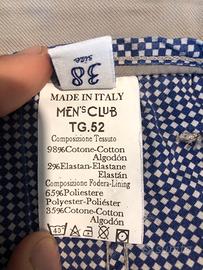 38
size
MADE IN ITALY
MEN'S CLUB
TG.52
Composizione Tessuto
98%Cotone-Cotton
Algodón
2%Elastan-Elastane
Elastán
Composizione Fodera-Lining
65%Poliestere
Polyester-Poliéster
35%Cotone-Cotton
Algodón